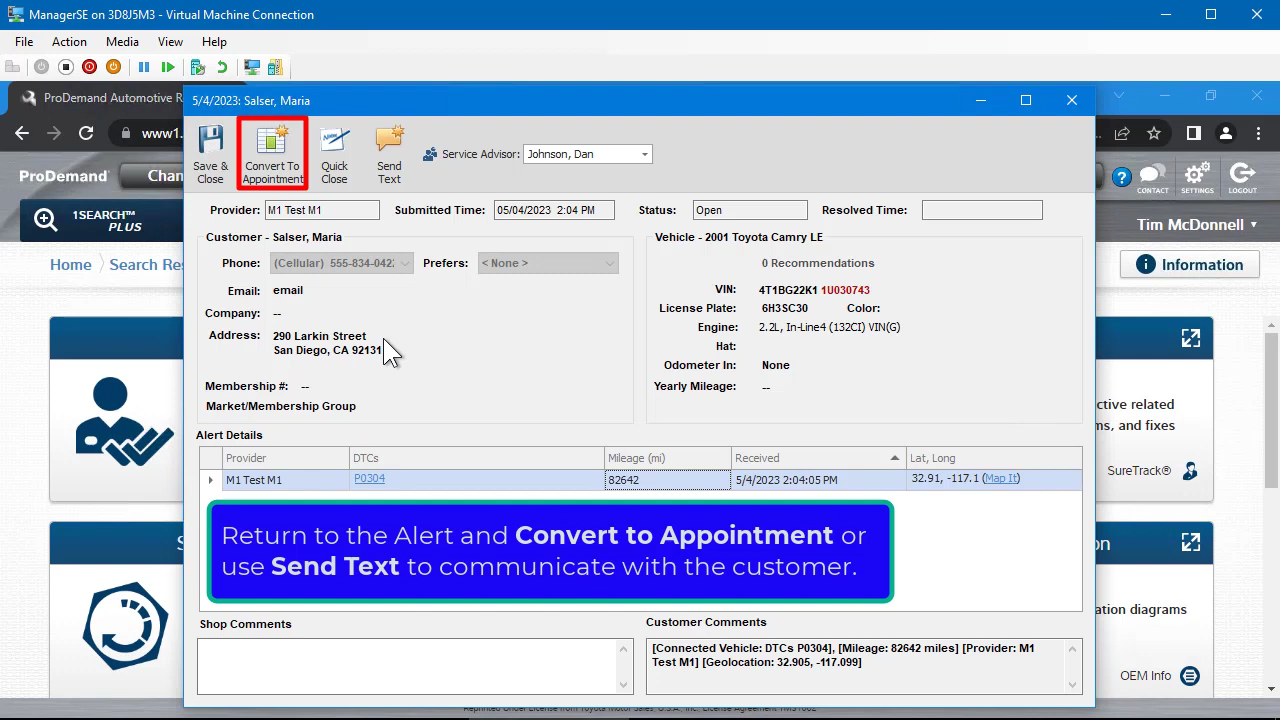 ManagerSE on 3D8J5M3 - Virtual Machine Connection
File Action Media View Help
ProDemand Automotive R
www1.
ProDemand
Chan
CONTACT
SETTINGS
LOGOUT
1SEARCH™
PLUS
Tim McDonnell
Home Search Res
Information
5/4/2023: Salser, Maria
Save &
Close
Convert To
Appointment
Quick
Close
Send
Text
Service Advisor: Johnson, Dan
Provider: M1 Test M1 Submitted Time: 05/04/2023 2:04 PM Status: Open Resolved Time:
Customer - Salser, Maria
Phone: (Cellular) 555-834-042 Prefers: < None >
Email: email
Company: --
Address: 290 Larkin Street
San Diego, CA 92131
Membership #: --
Market/Membership Group
Vehicle - 2001 Toyota Camry LE
0 Recommendations
VIN: 4T1BG22K1 1U030743
License Plate: 6H3SC30 Color:
Engine: 2.2L, In-Line4 (132CI) VIN(G)
Hat:
Odometer In: None
Yearly Mileage: --
Alert Details
Provider DTCs Mileage (mi) Received Lat, Long
M1 Test M1 P0304 82642 5/4/2023 2:04:05 PM 32.91, -117.1 (Map It)
Return to the Alert and Convert to Appointment or
use Send Text to communicate with the customer.
Shop Comments
Customer Comments
[Connected Vehicle: DTCs P0304], [Mileage: 82642 miles] [Provider: M1
Test M1] [Geolocation: 32.905, -117.099]
ctive related
ms, and fixes
SureTrack®
S
on
ation diagrams
OEM Info